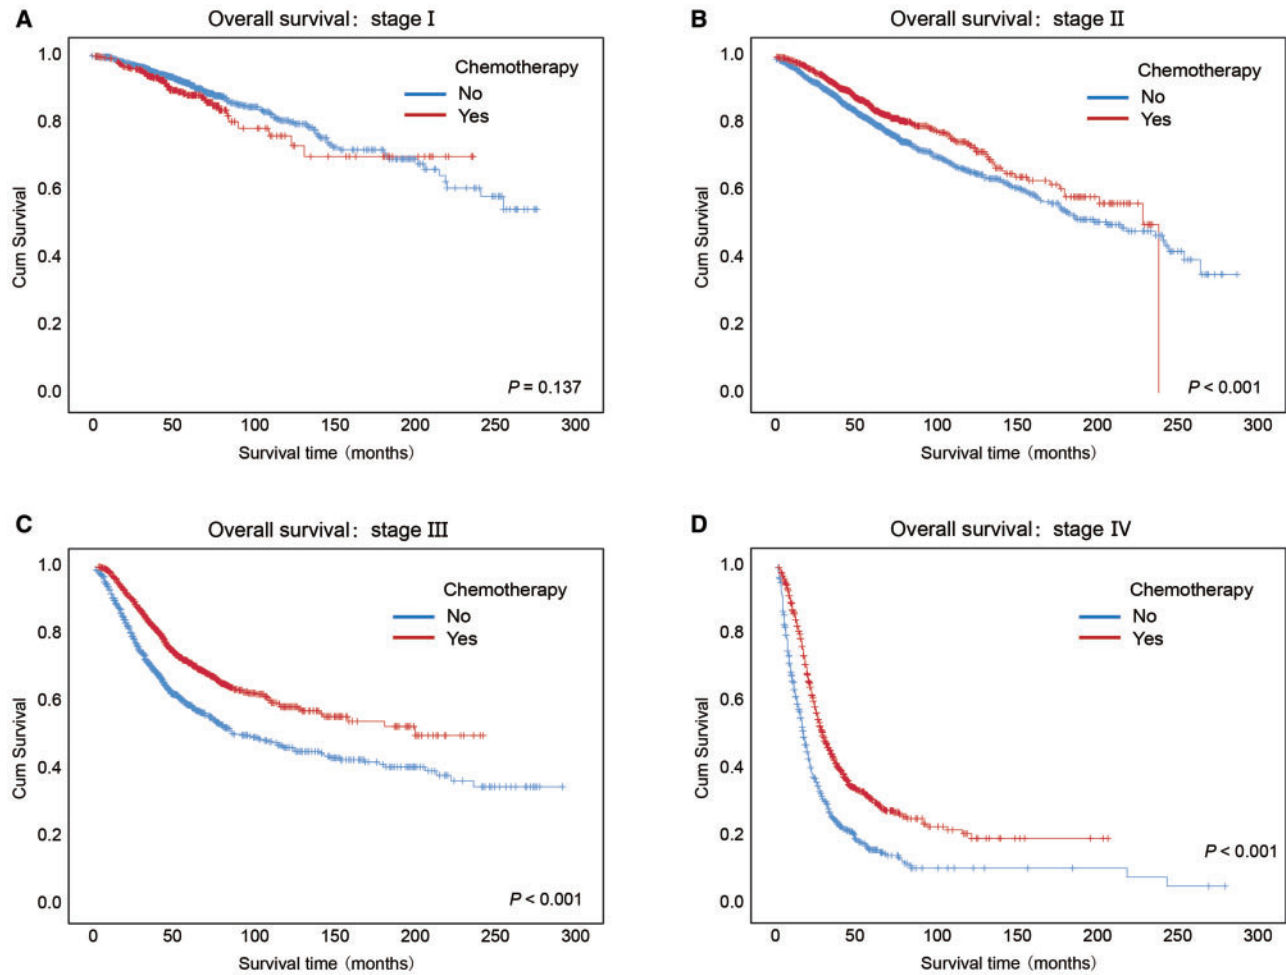 A
Overall survival: stage I
1.0
0.8
0.6
0.4
0.2
0.0
Cum Survival
Chemotherapy
No
Yes
P = 0.137
0 50 100 150 200 250 300
Survival time (months)
B
Overall survival: stage II
1.0
0.8
0.6
0.4
0.2
0.0
Cum Survival
Chemotherapy
No
Yes
P < 0.001
0 50 100 150 200 250 300
Survival time (months)
C
Overall survival: stage III
1.0
0.8
0.6
0.4
0.2
0.0
Cum Survival
Chemotherapy
No
Yes
P < 0.001
0 50 100 150 200 250 300
Survival time (months)
D
Overall survival: stage IV
1.0
0.8
0.6
0.4
0.2
0.0
Cum Survival
Chemotherapy
No
Yes
P < 0.001
0 50 100 150 200 250 300
Survival time (months)